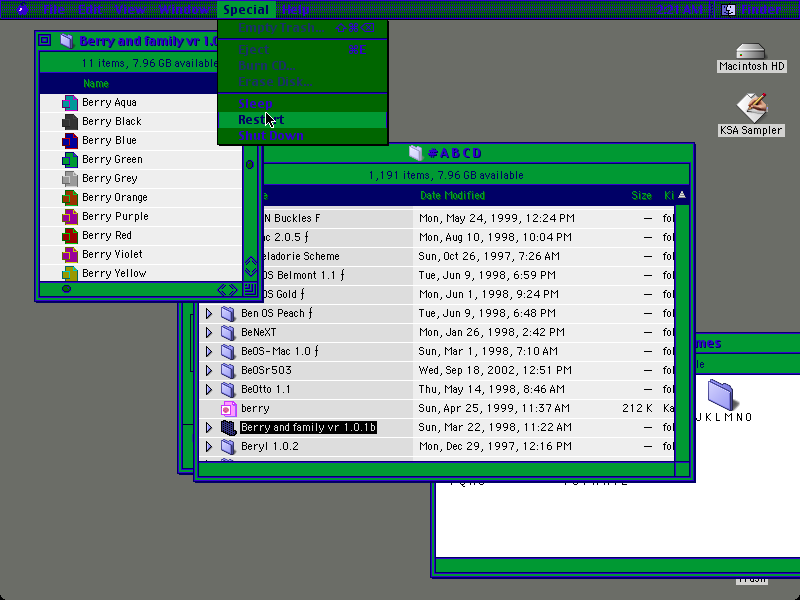 File Edit View Window Special Help
2:21 AM Finder
Empty Trash...
Eject ⌘E
Burn CD...
Erase Disk...
Sleep
Restart
Shut Down
Berry and family vr 1.0
11 items, 7.96 GB available
Name
Berry Aqua
Berry Black
Berry Blue
Berry Green
Berry Grey
Berry Orange
Berry Purple
Berry Red
Berry Violet
Berry Yellow
Macintosh HD
KSA Sampler
#ABCD
1,191 items, 7.96 GB available
Date Modified Size Ki
N Buckles F Mon, May 24, 1999, 12:24 PM — fol
ac 2.0.5 ƒ Mon, Aug 10, 1998, 10:04 PM — fol
eladorie Scheme Sun, Oct 26, 1997, 7:26 AM — fol
OS Belmont 1.1 ƒ Tue, Jun 9, 1998, 6:59 PM — fol
OS Gold ƒ Mon, Jun 1, 1998, 9:24 PM — fol
Ben OS Peach ƒ Tue, Jun 9, 1998, 6:48 PM — fol
BeNeXT Mon, Jan 26, 1998, 2:42 PM — fol
BeOS-Mac 1.0 ƒ Sun, Mar 1, 1998, 7:10 AM — fol
BeOSr503 Wed, Sep 18, 2002, 12:51 PM — fol
BeOtto 1.1 Thu, May 14, 1998, 8:46 AM — fol
berry Sun, Apr 25, 1999, 11:37 AM 212 K Ka
Berry and family vr 1.0.1b Sun, Mar 22, 1998, 11:22 AM — fol
Beryl 1.0.2 Mon, Dec 29, 1997, 12:16 PM — fol
mes
le
JKLMNO
Trash